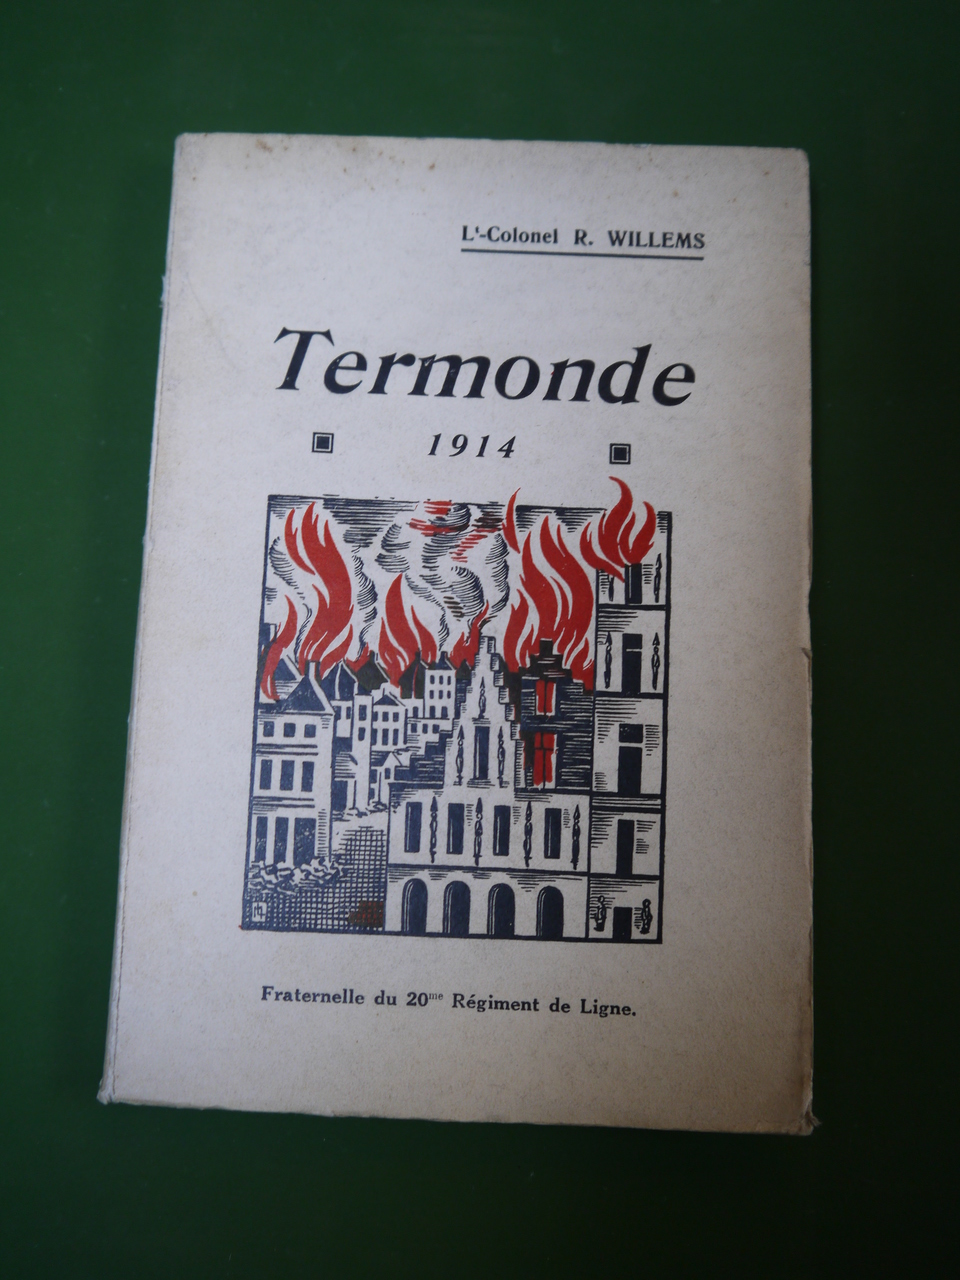 Lt-Colonel R. WILLEMS
Termonde
1914
Fraternelle du 20me Régiment de Ligne.